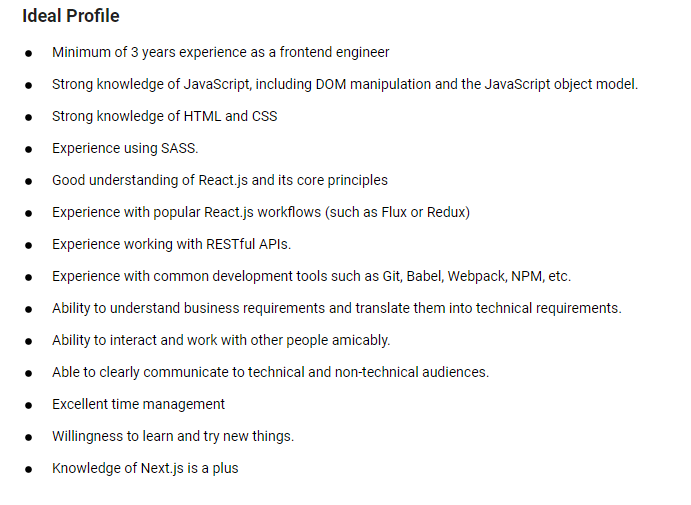 Ideal Profile
● Minimum of 3 years experience as a frontend engineer
● Strong knowledge of JavaScript, including DOM manipulation and the JavaScript object model.
● Strong knowledge of HTML and CSS
● Experience using SASS.
● Good understanding of React.js and its core principles
● Experience with popular React.js workflows (such as Flux or Redux)
● Experience working with RESTful APIs.
● Experience with common development tools such as Git, Babel, Webpack, NPM, etc.
● Ability to understand business requirements and translate them into technical requirements.
● Ability to interact and work with other people amicably.
● Able to clearly communicate to technical and non-technical audiences.
● Excellent time management
● Willingness to learn and try new things.
● Knowledge of Next.js is a plus